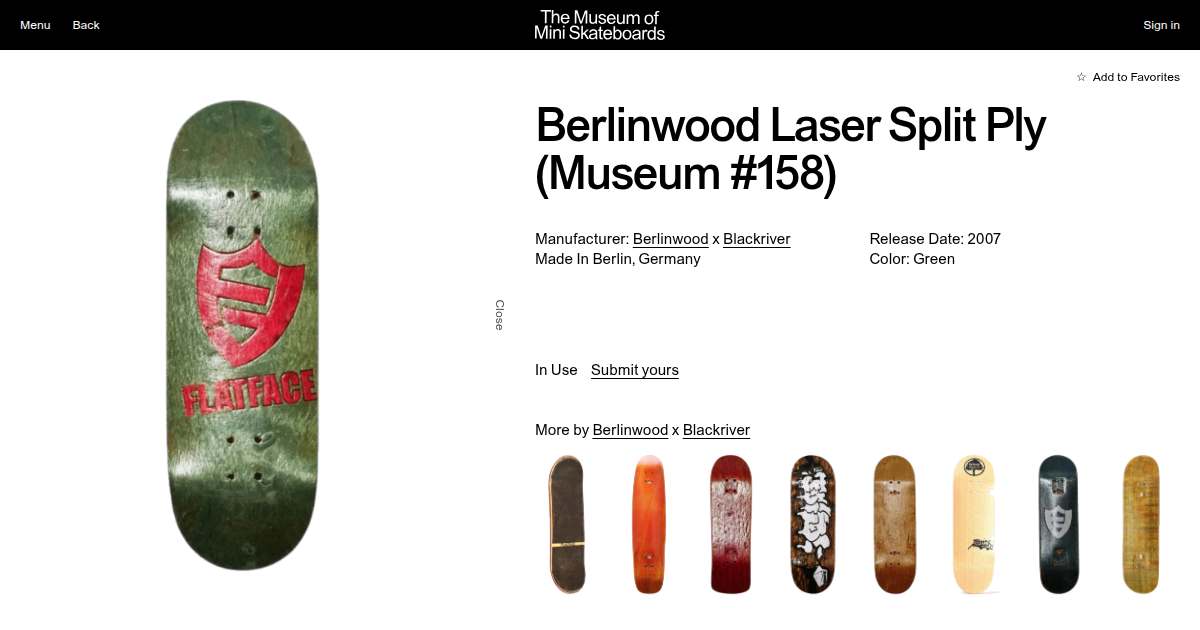 Menu
Back
The Museum of
Mini Skateboards
Sign in
☆ Add to Favorites
Berlinwood Laser Split Ply
(Museum #158)
Manufacturer: Berlinwood x Blackriver
Made In Berlin, Germany
Release Date: 2007
Color: Green
FLATFACE
Close
In Use
Submit yours
More by Berlinwood x Blackriver